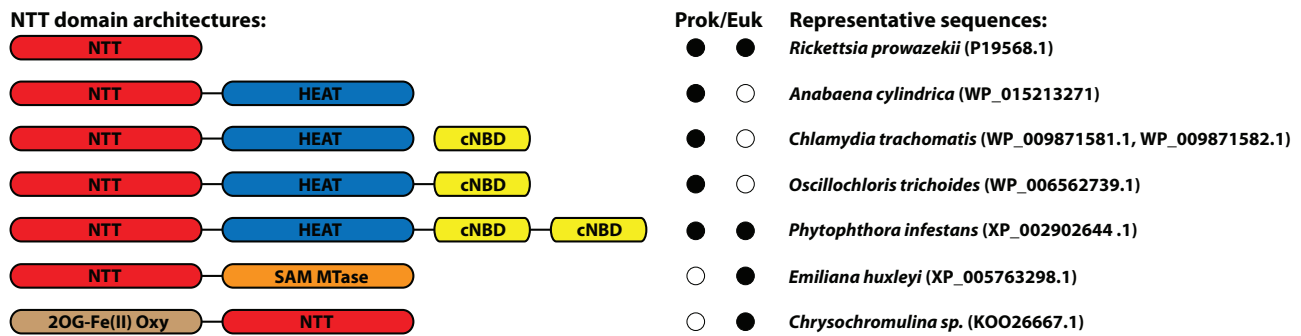 NTT domain architectures: Prok/Euk Representative sequences:
NTT Rickettsia prowazekii (P19568.1)
NTT HEAT Anabaena cylindrica (WP_015213271)
NTT HEAT cNBD Chlamydia trachomatis (WP_009871581.1, WP_009871582.1)
NTT HEAT cNBD Oscillochloris trichoides (WP_006562739.1)
NTT HEAT cNBD cNBD Phytophthora infestans (XP_002902644 .1)
NTT SAM MTase Emiliana huxleyi (XP_005763298.1)
2OG-Fe(II) Oxy NTT Chrysochromulina sp. (KOO26667.1)